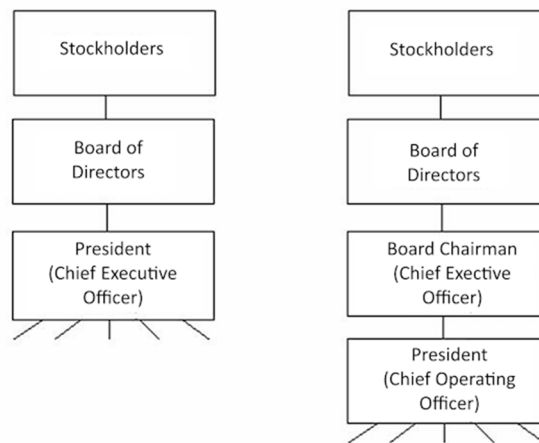 Stockholders
Board of
Directors
President
(Chief Executive
Officer)
Stockholders
Board of
Directors
Board Chairman
(Chief Exective
Officer)
President
(Chief Operating
Officer)